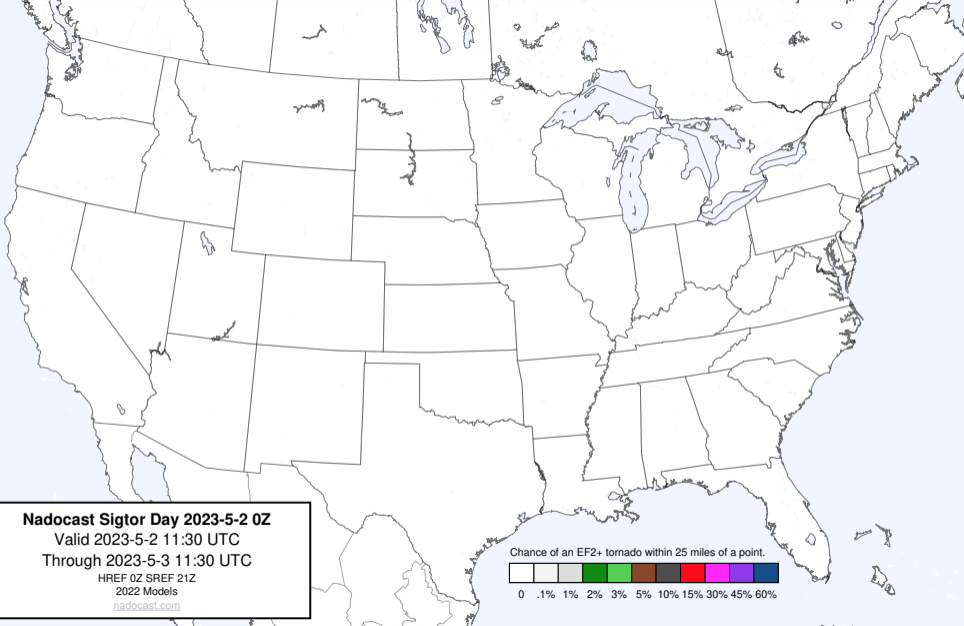 Nadocast Sigtor Day 2023-5-2 0Z
Valid 2023-5-2 11:30 UTC
Through 2023-5-3 11:30 UTC
HREF 0Z SREF 21Z
2022 Models
nadocast.com
Chance of an EF2+ tornado within 25 miles of a point.
0 .1% 1% 2% 3% 5% 10% 15% 30% 45% 60%